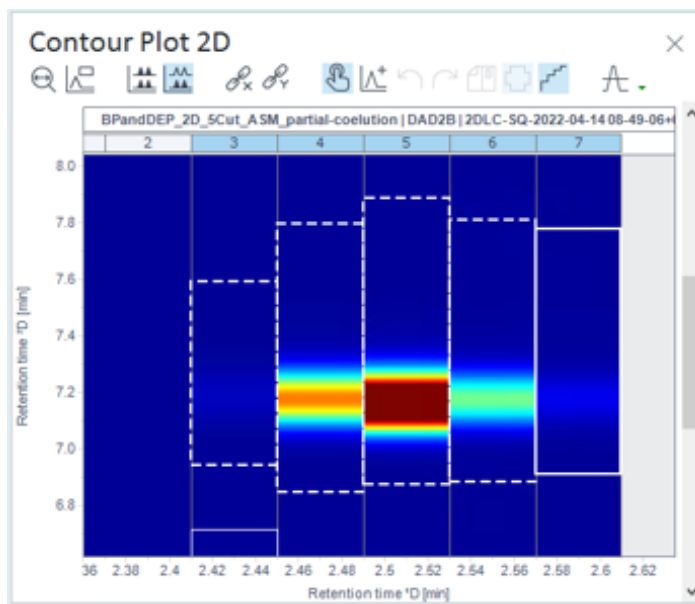 Contour Plot 2D
BPandDEP_2D_5Cut_ASM_partial-coelution | DAD2B | 2DLC-SQ-2022-04-14 08-49-06+
2 3 4 5 6 7
8.0
7.8
7.6
7.4
7.2
7.0
6.8
Retention time ²D [min]
36 2.38 2.4 2.42 2.44 2.46 2.48 2.5 2.52 2.54 2.56 2.58 2.6 2.62
Retention time ¹D [min]